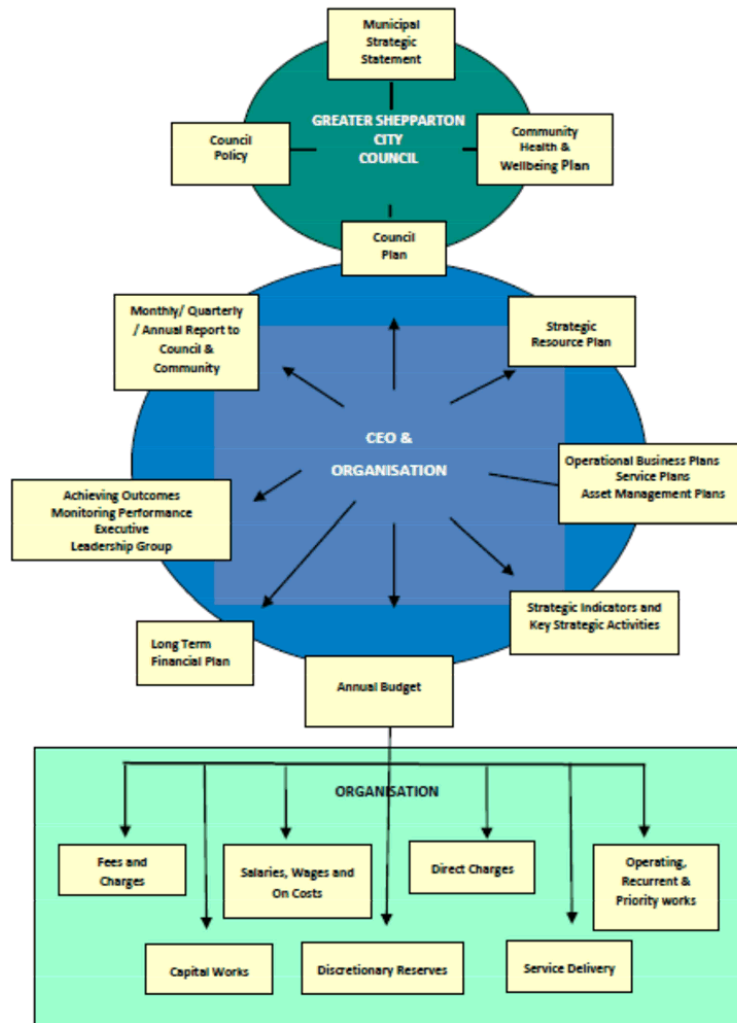 Municipal
Strategic
Statement
GREATER SHEPPARTON
CITY
COUNCIL
Council
Policy
Community
Health &
Wellbeing Plan
Council
Plan
Monthly/ Quarterly
/ Annual Report to
Council &
Community
Strategic
Resource Plan
CEO &
ORGANISATION
Operational Business Plans
Service Plans
Asset Management Plans
Achieving Outcomes
Monitoring Performance
Executive
Leadership Group
Strategic Indicators and
Key Strategic Activities
Long Term
Financial Plan
Annual Budget
ORGANISATION
Fees and
Charges
Salaries, Wages and
On Costs
Direct Charges
Operating,
Recurrent &
Priority works
Capital Works
Discretionary Reserves
Service Delivery